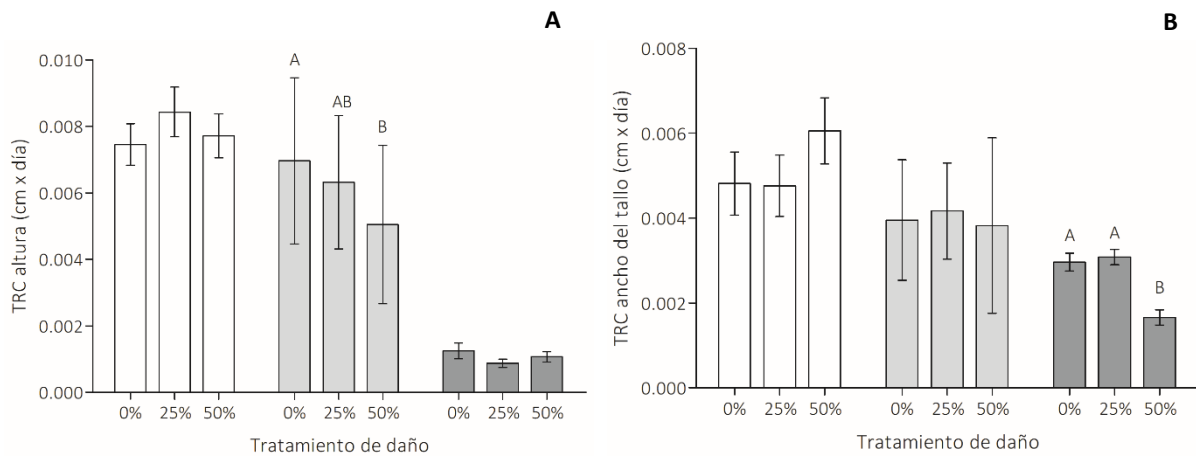 A
TRC altura (cm x día)
0.010
0.008
0.006
0.004
0.002
0.000
A
AB
B
0% 25% 50% 0% 25% 50% 0% 25% 50%
Tratamiento de daño
B
TRC ancho del tallo (cm x día)
0.008
0.006
0.004
0.002
0.000
A A
B
0% 25% 50% 0% 25% 50% 0% 25% 50%
Tratamiento de daño